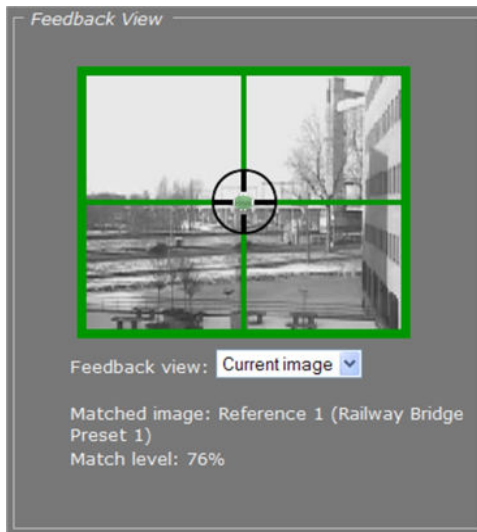 Feedback View
Feedback view: Current image
Matched image: Reference 1 (Railway Bridge
Preset 1)
Match level: 76%